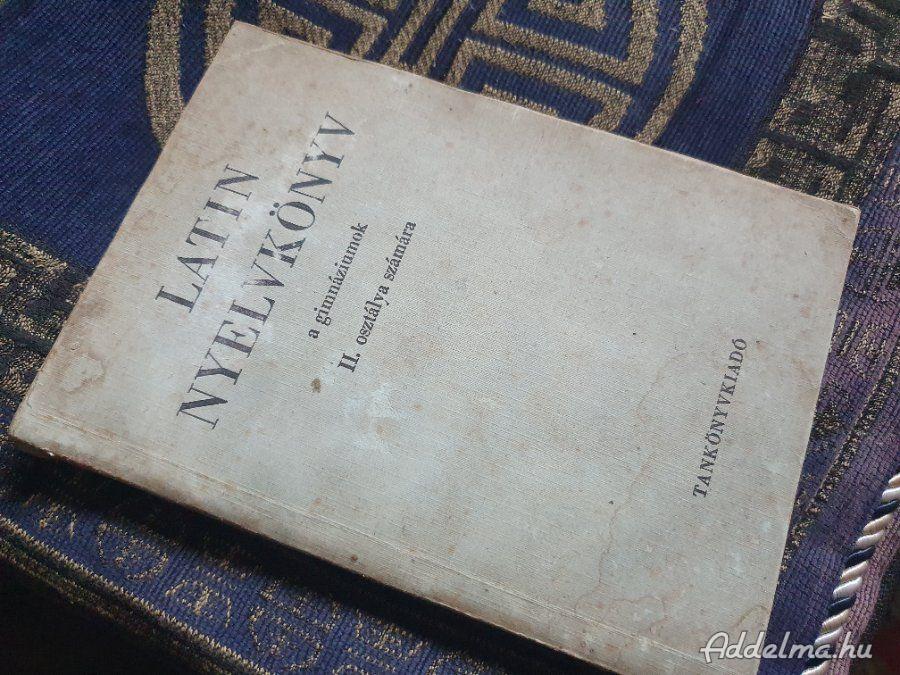 LATIN
NYELVKÖNYV
a gimnáziumok
II. osztálya számára
TANKÖNYVKIADÓ
Addelma.hu